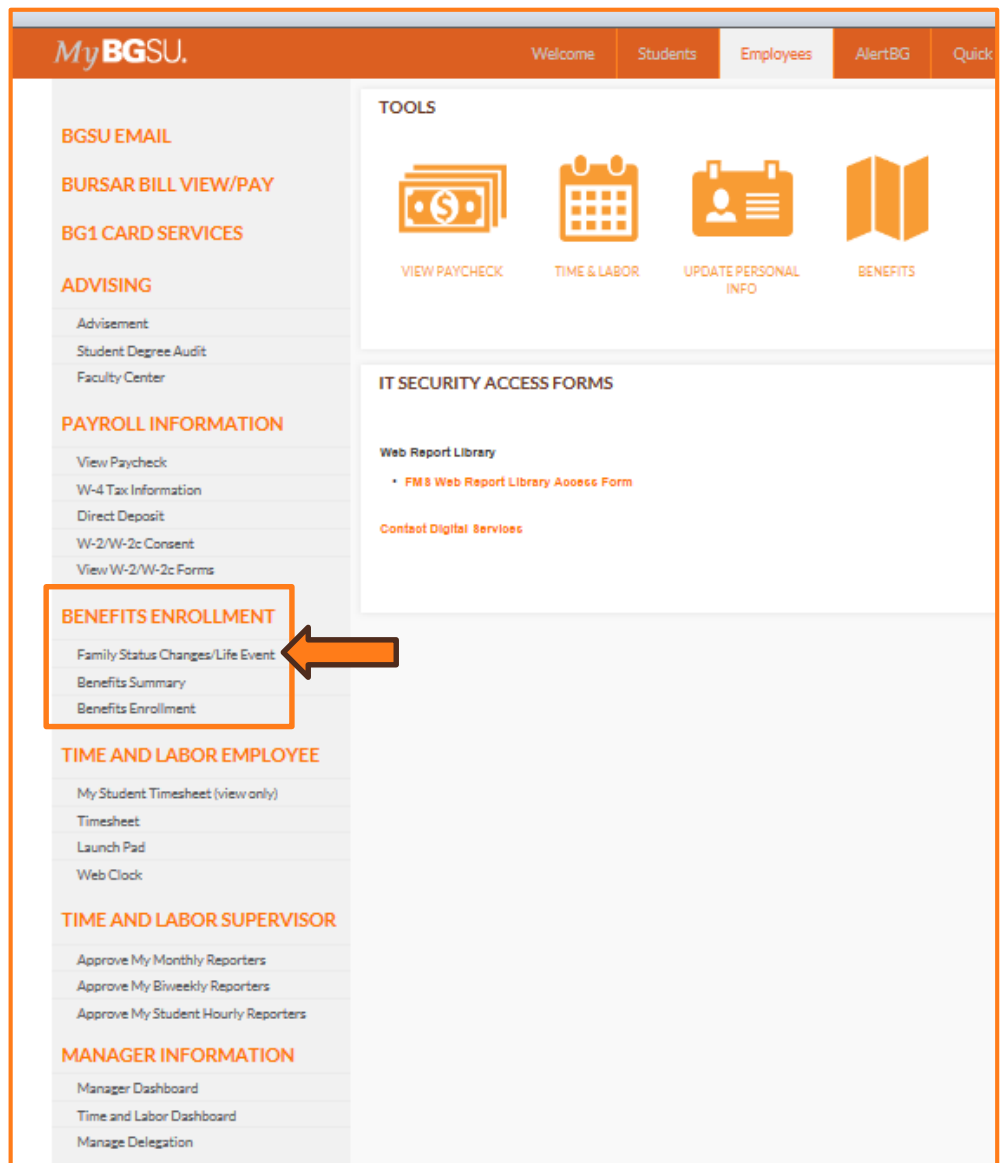 MyBGSU.
Welcome
Students
Employees
AlertBG
Quick
BGSU EMAIL
BURSAR BILL VIEW/PAY
BG1 CARD SERVICES
ADVISING
Advisement
Student Degree Audit
Faculty Center
PAYROLL INFORMATION
View Paycheck
W-4 Tax Information
Direct Deposit
W-2/W-2c Consent
View W-2/W-2c Forms
BENEFITS ENROLLMENT
Family Status Changes/Life Event
Benefits Summary
Benefits Enrollment
TIME AND LABOR EMPLOYEE
My Student Timesheet (view only)
Timesheet
Launch Pad
Web Clock
TIME AND LABOR SUPERVISOR
Approve My Monthly Reporters
Approve My Biweekly Reporters
Approve My Student Hourly Reporters
MANAGER INFORMATION
Manager Dashboard
Time and Labor Dashboard
Manage Delegation
TOOLS
$
VIEW PAYCHECK
TIME & LABOR
UPDATE PERSONAL
INFO
BENEFITS
IT SECURITY ACCESS FORMS
Web Report Library
• FMS Web Report Library Access Form
Contact Digital Services